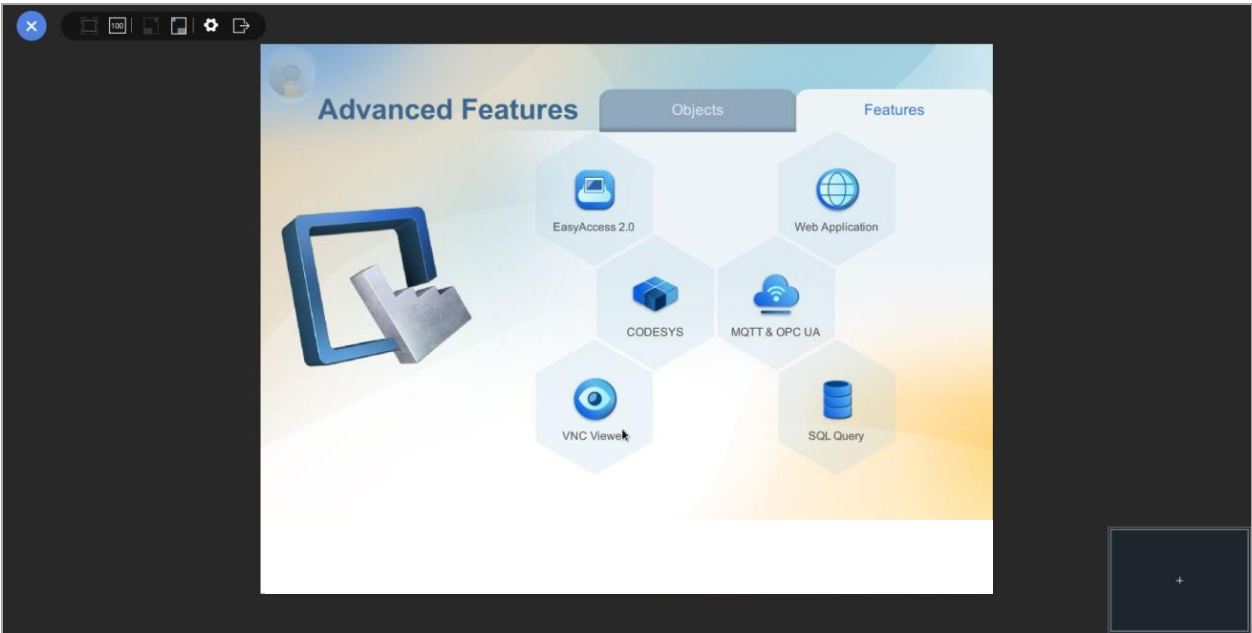 100
Advanced Features
Objects
Features
EasyAccess 2.0
Web Application
CODESYS
MQTT & OPC UA
VNC Viewer
SQL Query